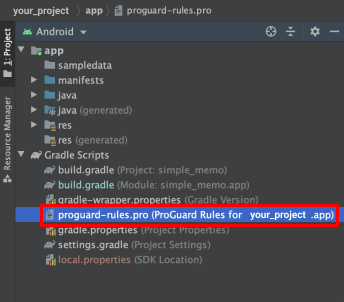 your_project app proguard-rules.pro
Android
1: Project
Resource Manager
app
sampledata
manifests
java
java (generated)
res
res (generated)
Gradle Scripts
build.gradle (Project: simple_memo)
build.gradle (Module: simple_memo.app)
gradle-wrapper.properties (Gradle Version)
proguard-rules.pro (ProGuard Rules for your_project .app)
gradle.properties (Project Properties)
settings.gradle (Project Settings)
local.properties (SDK Location)